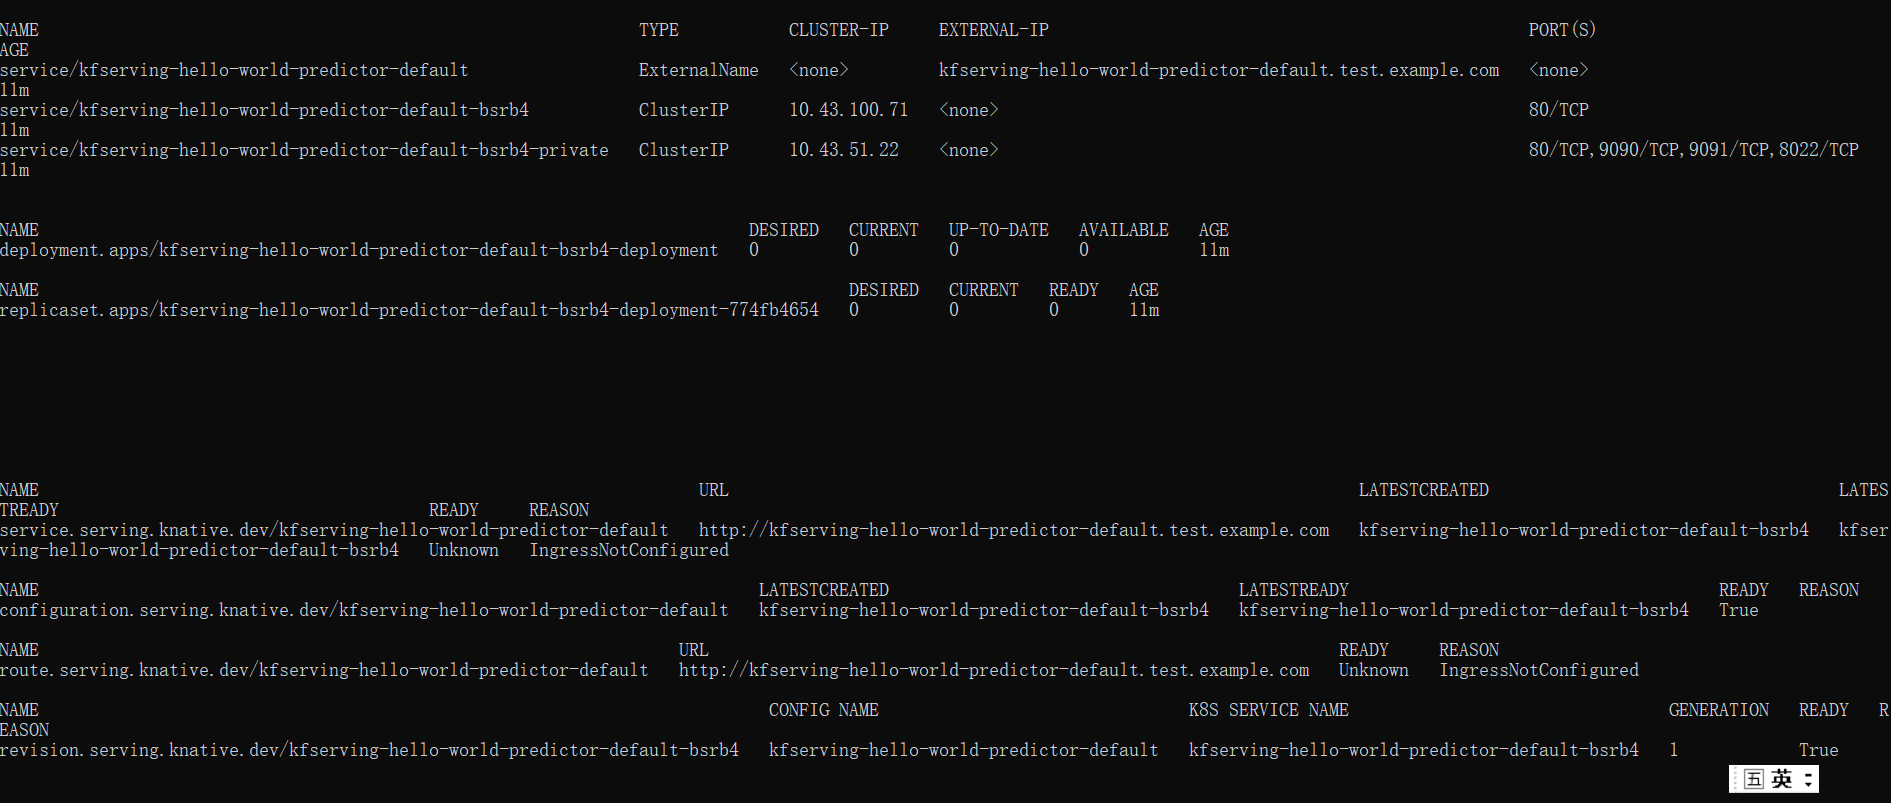 NAME TYPE CLUSTER-IP EXTERNAL-IP PORT(S)
AGE
service/kfserving-hello-world-predictor-default ExternalName <none> kfserving-hello-world-predictor-default.test.example.com <none>
11m
service/kfserving-hello-world-predictor-default-bsrb4 ClusterIP 10.43.100.71 <none> 80/TCP
11m
service/kfserving-hello-world-predictor-default-bsrb4-private ClusterIP 10.43.51.22 <none> 80/TCP,9090/TCP,9091/TCP,8022/TCP
11m
NAME DESIRED CURRENT UP-TO-DATE AVAILABLE AGE
deployment.apps/kfserving-hello-world-predictor-default-bsrb4-deployment 0 0 0 0 11m
NAME DESIRED CURRENT READY AGE
replicaset.apps/kfserving-hello-world-predictor-default-bsrb4-deployment-774fb4654 0 0 0 11m
NAME URL LATESTCREATED LATES
TREADY READY REASON
service.serving.knative.dev/kfserving-hello-world-predictor-default http://kfserving-hello-world-predictor-default.test.example.com kfserving-hello-world-predictor-default-bsrb4 kfser
ving-hello-world-predictor-default-bsrb4 Unknown IngressNotConfigured
NAME LATESTCREATED LATESTREADY READY REASON
configuration.serving.knative.dev/kfserving-hello-world-predictor-default kfserving-hello-world-predictor-default-bsrb4 kfserving-hello-world-predictor-default-bsrb4 True
NAME URL READY REASON
route.serving.knative.dev/kfserving-hello-world-predictor-default http://kfserving-hello-world-predictor-default.test.example.com Unknown IngressNotConfigured
NAME CONFIG NAME K8S SERVICE NAME GENERATION READY R
EASON
revision.serving.knative.dev/kfserving-hello-world-predictor-default-bsrb4 kfserving-hello-world-predictor-default kfserving-hello-world-predictor-default-bsrb4 1 True
五 英